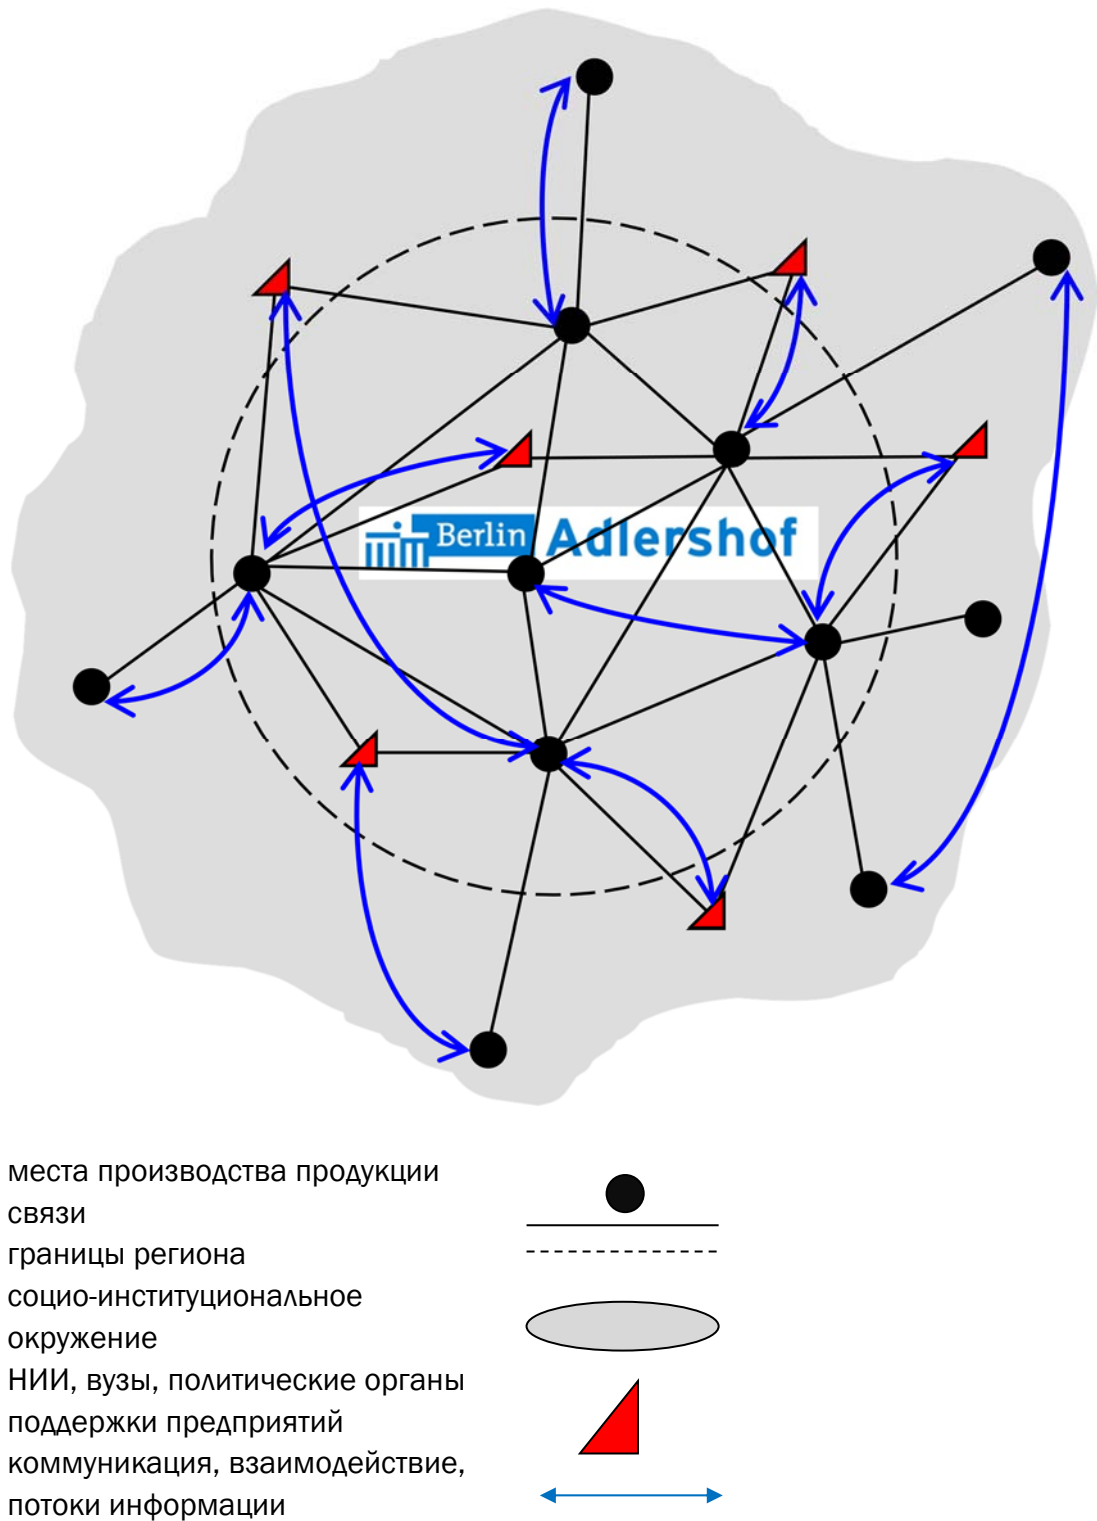 Berlin Adlershof
места производства продукции
связи
границы региона
социо-институциональное
окружение
НИИ, вузы, политические органы
поддержки предприятий
коммуникация, взаимодействие,
потоки информации